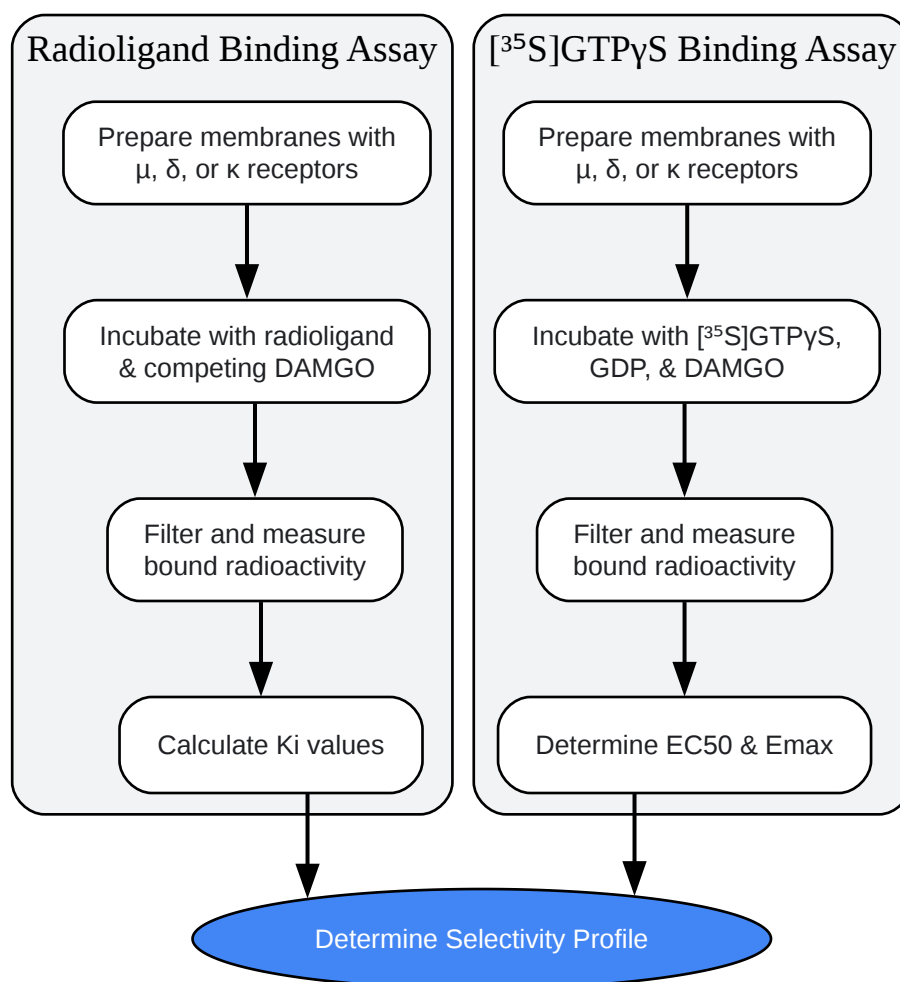 Radioligand Binding Assay
Prepare membranes with
μ, δ, or κ receptors
Incubate with radioligand
& competing DAMGO
Filter and measure
bound radioactivity
Calculate Ki values
[³⁵S]GTPγS Binding Assay
Prepare membranes with
μ, δ, or κ receptors
Incubate with [³⁵S]GTPγS,
GDP, & DAMGO
Filter and measure
bound radioactivity
Determine EC50 & Emax
Determine Selectivity Profile